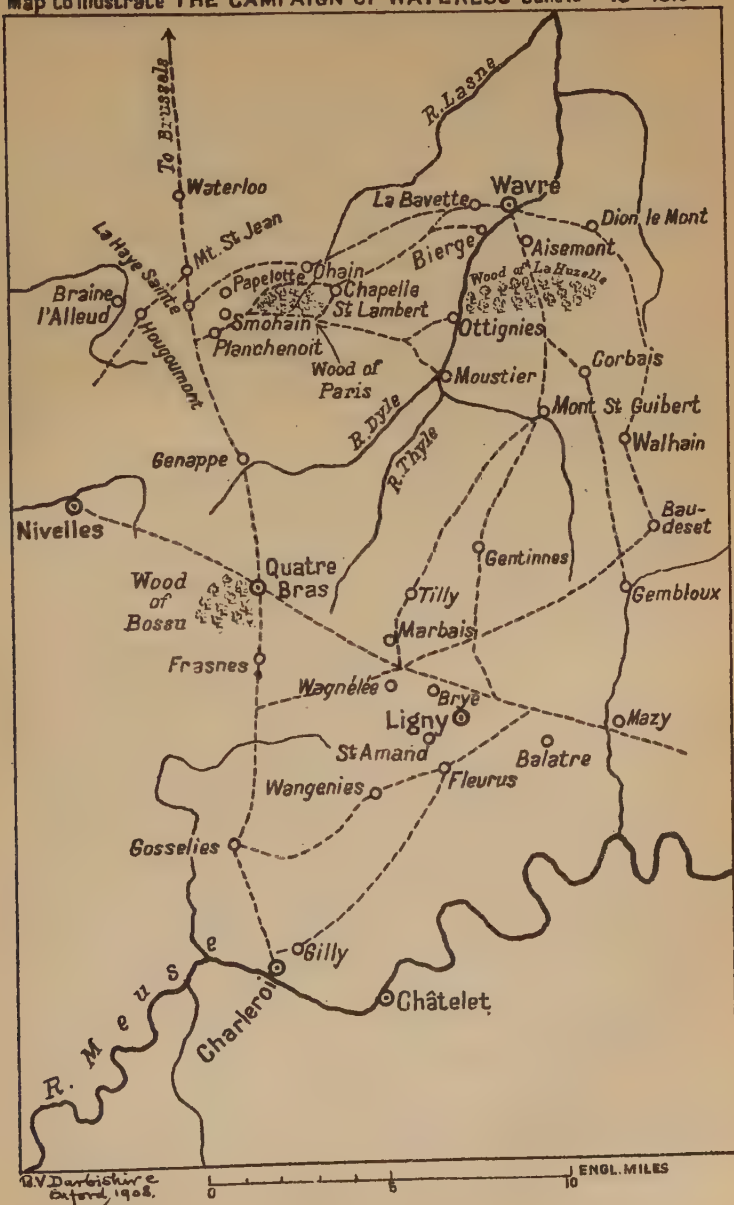 Map to illustrate THE CAMPAIGN OF WATERLOO
To Brussels
R. Lasne
Waterloo
La Bavette
Wavre
Dion le Mont
Mt. St Jean
La Haye Sainte
Bierge
Aisemont
Braine
l'Alleud
Papelotte
Ohain
Chapelle
St Lambert
Wood of La Huzelle
Hougoumont
Smohain
Planchenoit
Ottignies
Wood of
Paris
Moustier
Corbais
R. Dyle
Mont St Guibert
Genappe
R. Thyle
Walhain
Nivelles
Bau-
deset
Quatre
Bras
Gentinnes
Wood
of
Bossu
Tilly
Gembloux
Marbais
Frasnes
Wagnélée
Brye
Ligny
Mazy
St Amand
Balatre
Wangenies
Fleurus
Gosselies
Gilly
Charleroi
Châtelet
R. Meuse
B.V. Darbishire
Oxford, 1908.
0 5 10 ENGL. MILES